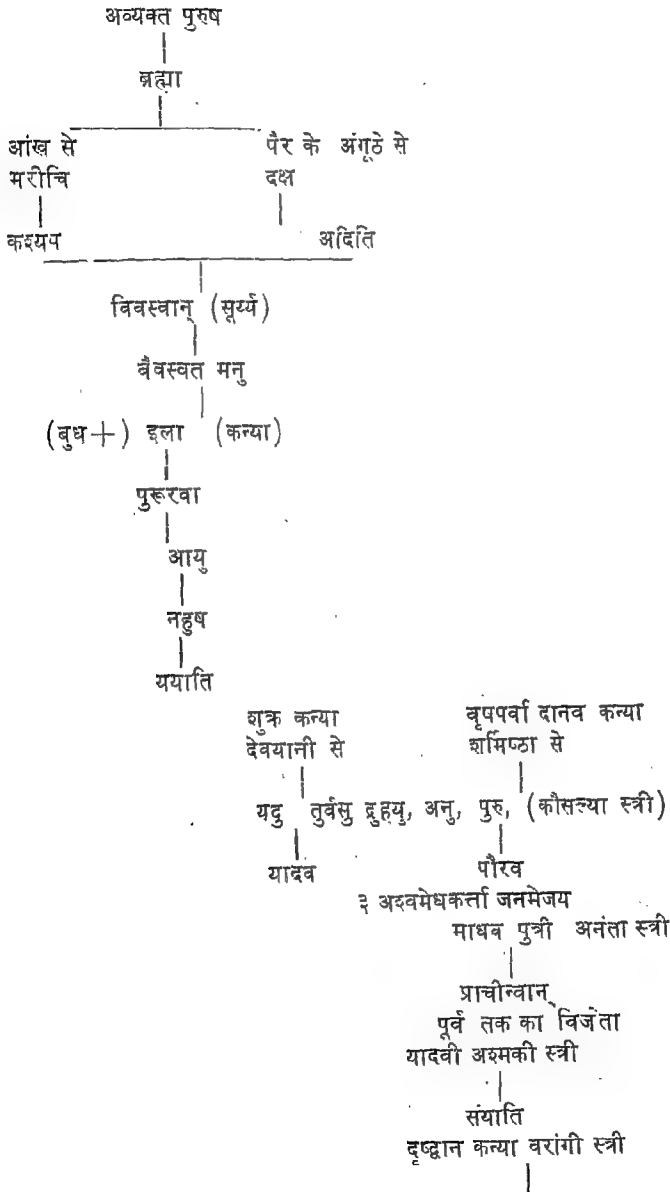 अव्यक्त पुरुष
ब्रह्मा
आंख से पैर के अंगूठे से
मरीचि दक्ष
कश्यप अदिति
विवस्वान् (सूर्य्य)
वैवस्वत मनु
(बुध+) इला (कन्या)
पुरूरवा
आयु
नहुष
ययाति
शुक्र कन्या वृषपर्वा दानव कन्या
देवयानी से शर्मिष्ठा से
यदु तुर्वसु द्रुह्यु, अनु, पुरु, (कौसल्या स्त्री)
यादव पौरव
३ अश्वमेधकर्त्ता जनमेजय
माधव पुत्री अनंता स्त्री
प्राचीन्वान्
पूर्व तक का विजेता
यादवी अश्मकी स्त्री
संयाति
दृष्द्वान कन्या वरांगी स्त्री